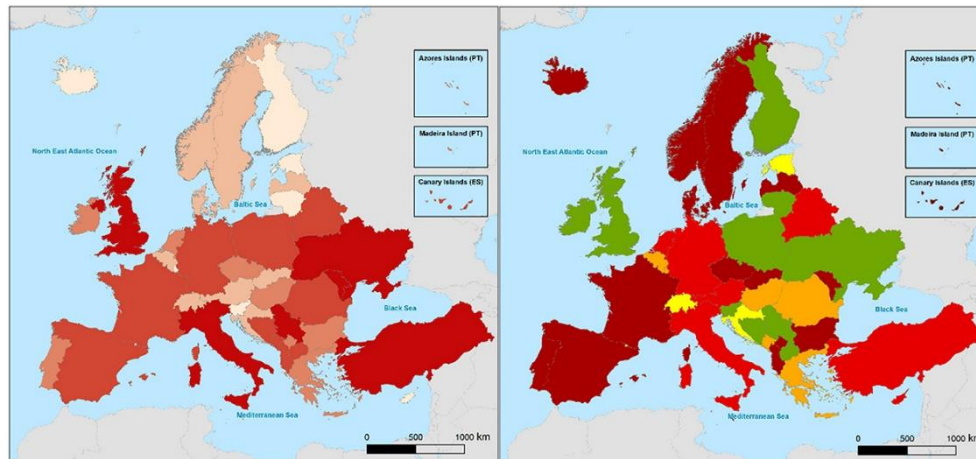 Azores Islands (PT)
Madeira Island (PT)
North East Atlantic Ocean
Canary Islands (ES)
Baltic Sea
Black Sea
Mediterranean Sea
0 500 1000 km
Azores Islands (PT)
Madeira Island (PT)
North East Atlantic Ocean
Canary Islands (ES)
Baltic Sea
Black Sea
Mediterranean Sea
0 500 1000 km